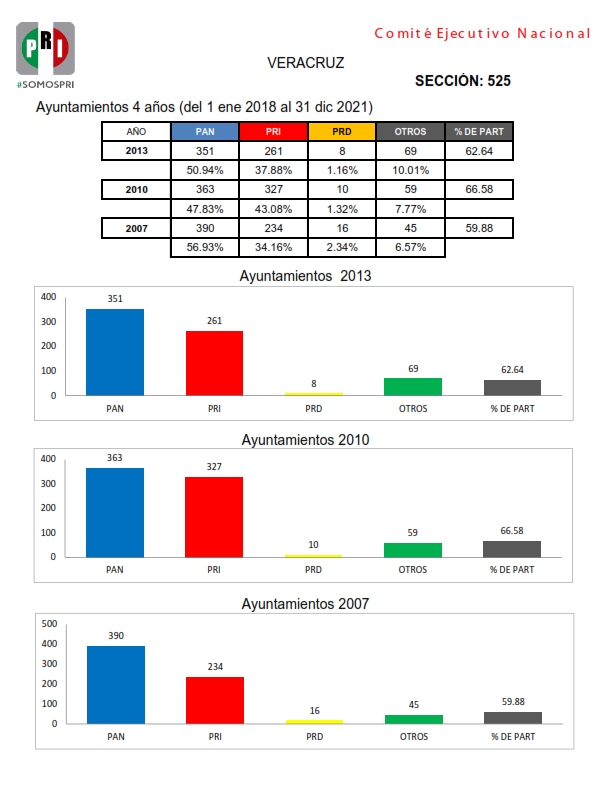 Comité Ejecutivo Nacional
PRI
#SOMOSPRI
VERACRUZ
SECCIÓN: 525
Ayuntamientos 4 años (del 1 ene 2018 al 31 dic 2021)
AÑO PAN PRI PRD OTROS % DE PART
2013 351 261 8 69 62.64
50.94% 37.88% 1.16% 10.01%
2010 363 327 10 59 66.58
47.83% 43.08% 1.32% 7.77%
2007 390 234 16 45 59.88
56.93% 34.16% 2.34% 6.57%
Ayuntamientos 2013
400
300
200
100
0
351
261
8
69
62.64
PAN PRI PRD OTROS % DE PART
Ayuntamientos 2010
400
300
200
100
0
363
327
10
59
66.58
PAN PRI PRD OTROS % DE PART
Ayuntamientos 2007
500
400
300
200
100
0
390
234
16
45
59.88
PAN PRI PRD OTROS % DE PART